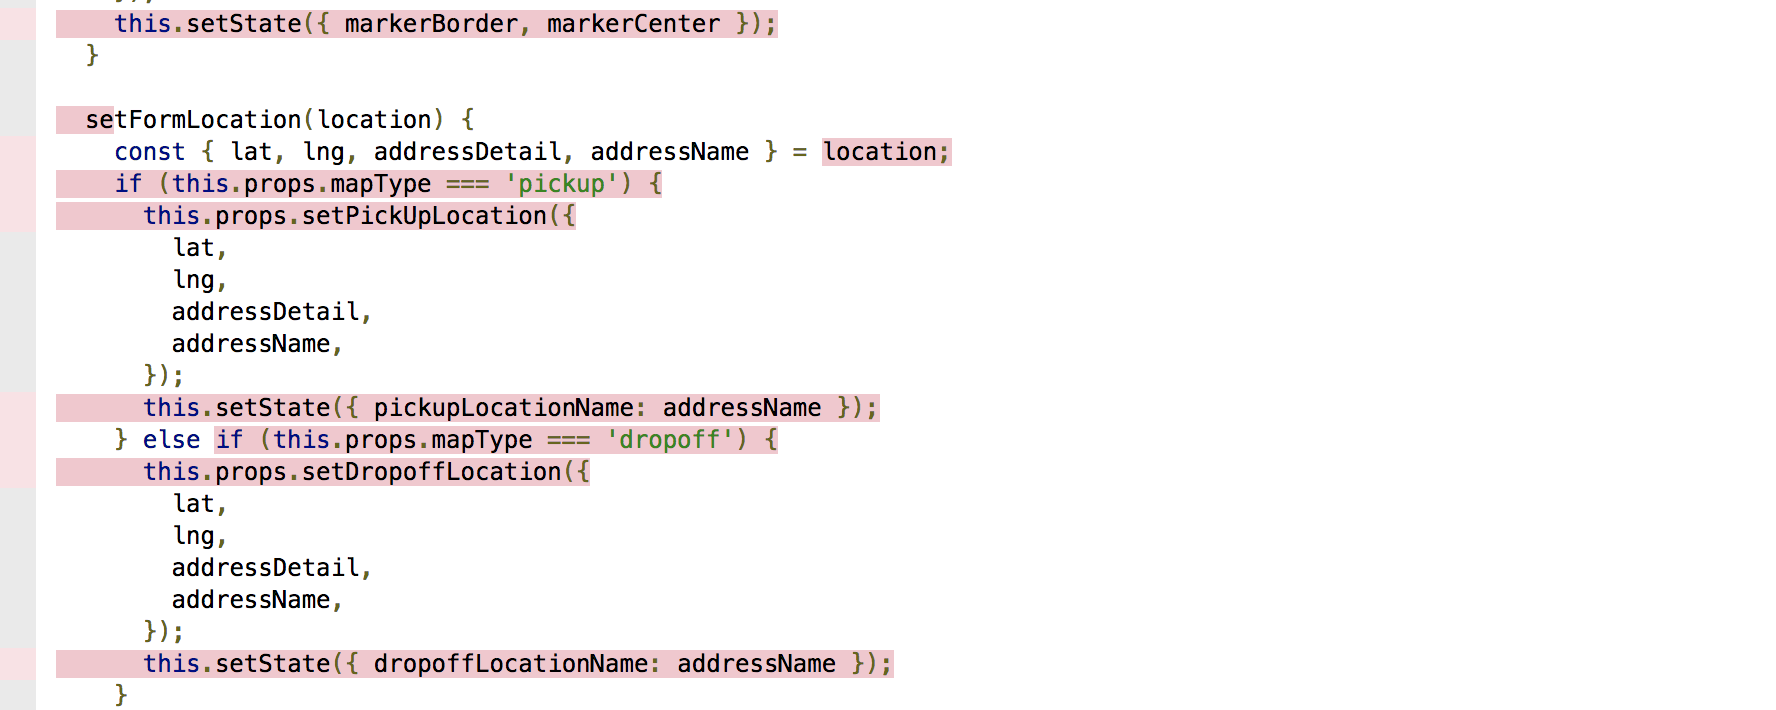 this.setState({ markerBorder, markerCenter });
  }

  setFormLocation(location) {
    const { lat, lng, addressDetail, addressName } = location;
    if (this.props.mapType === 'pickup') {
      this.props.setPickUpLocation({
        lat,
        lng,
        addressDetail,
        addressName,
      });
      this.setState({ pickupLocationName: addressName });
    } else if (this.props.mapType === 'dropoff') {
      this.props.setDropoffLocation({
        lat,
        lng,
        addressDetail,
        addressName,
      });
      this.setState({ dropoffLocationName: addressName });
    }